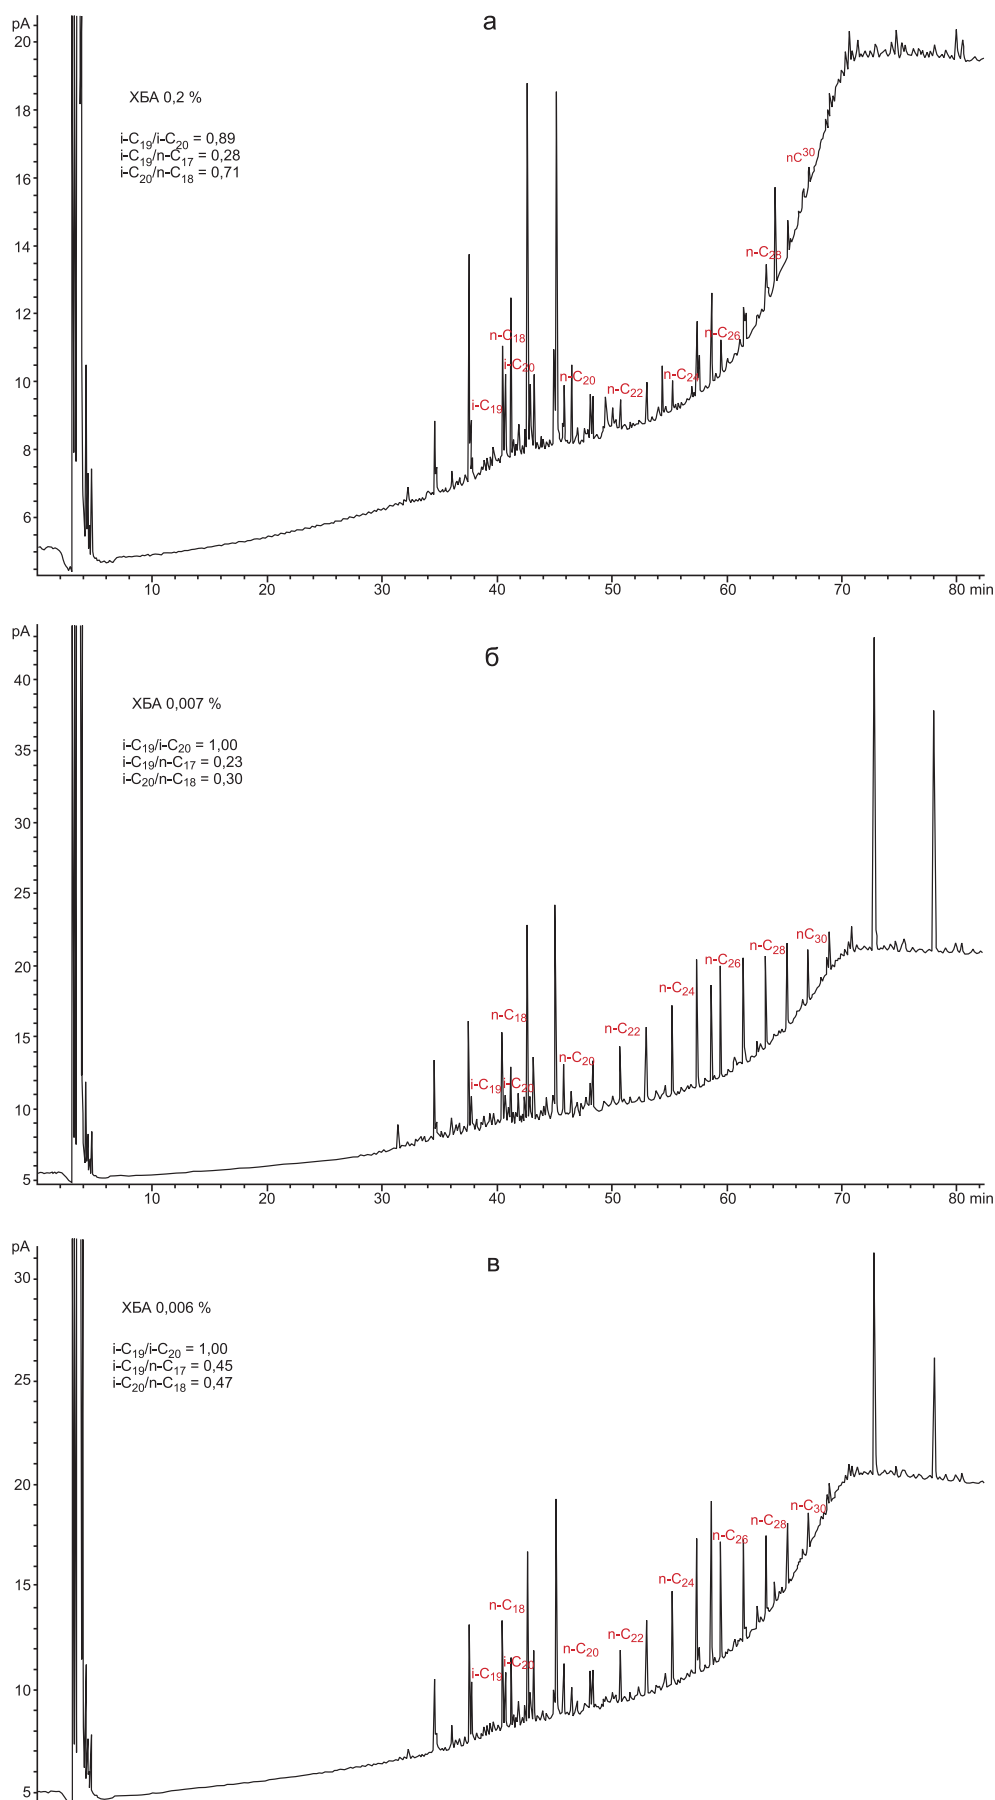 а
pA
20
18
16
14
12
10
8
6
ХБА 0,2 %
i-C19/i-C20 = 0,89
i-C19/n-C17 = 0,28
i-C20/n-C18 = 0,71
i-C19
n-C18
i-C20
n-C20
n-C22
n-C24
n-C26
n-C28
nC30
10 20 30 40 50 60 70 80 min
б
pA
40
35
30
25
20
15
10
5
ХБА 0,007 %
i-C19/i-C20 = 1,00
i-C19/n-C17 = 0,23
i-C20/n-C18 = 0,30
i-C19
n-C18
i-C20
n-C20
n-C22
n-C24
n-C26
n-C28
nC30
10 20 30 40 50 60 70 80 min
в
pA
30
25
20
15
10
5
ХБА 0,006 %
i-C19/i-C20 = 1,00
i-C19/n-C17 = 0,45
i-C20/n-C18 = 0,47
i-C19
n-C18
i-C20
n-C20
n-C22
n-C24
n-C26
n-C28
n-C30